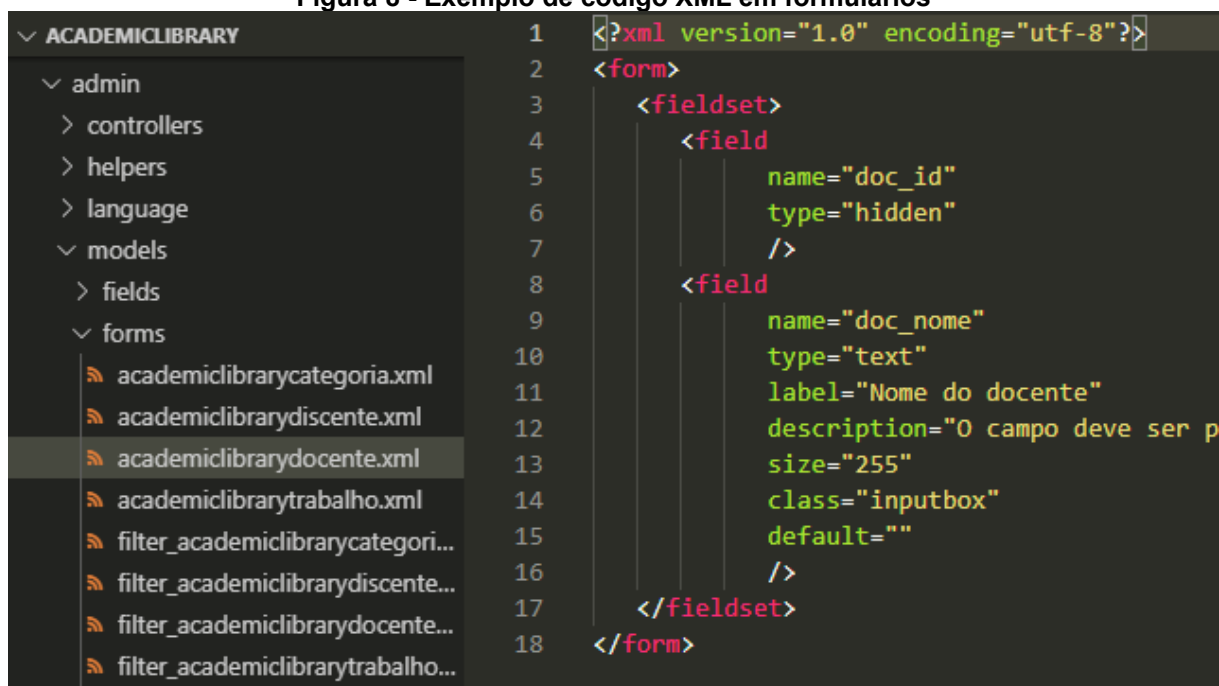 Figura 8 - Exemplo de código XML em formulários
ACADEMICLIBRARY
admin
controllers
helpers
language
models
fields
forms
academiclibrarycategoria.xml
academiclibrarydiscente.xml
academiclibrarydocente.xml
academiclibrarytrabalho.xml
filter_academiclibrarycategori...
filter_academiclibrarydiscente...
filter_academiclibrarydocente...
filter_academiclibrarytrabalho...
1 <?xml version="1.0" encoding="utf-8"?>
2 <form>
3 <fieldset>
4 <field
5 name="doc_id"
6 type="hidden"
7 />
8 <field
9 name="doc_nome"
10 type="text"
11 label="Nome do docente"
12 description="O campo deve ser p
13 size="255"
14 class="inputbox"
15 default=""
16 />
17 </fieldset>
18 </form>